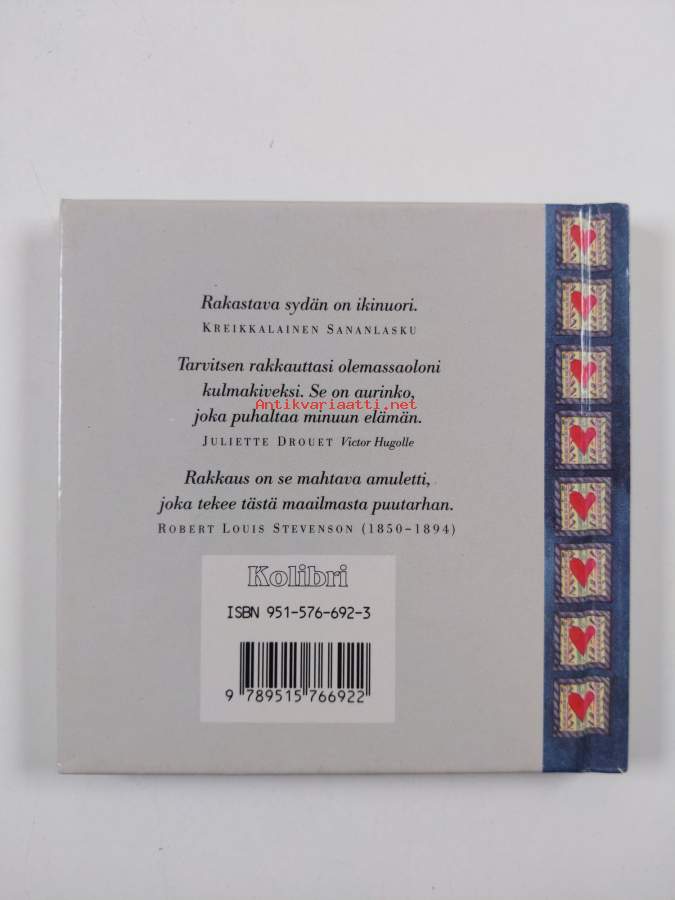 Rakastava sydän on ikinuori.
KREIKKALAINEN SANANLASKU
Tarvitsen rakkauttasi olemassaoloni
kulmakiveksi. Se on aurinko,
Antikvariaatti.net
joka puhaltaa minuun elämän.
JULIETTE DROUET Victor Hugolle
Rakkaus on se mahtava amuletti,
joka tekee tästä maailmasta puutarhan.
ROBERT LOUIS STEVENSON (1850–1894)
Kolibri
ISBN 951-576-692-3
9 789515 766922